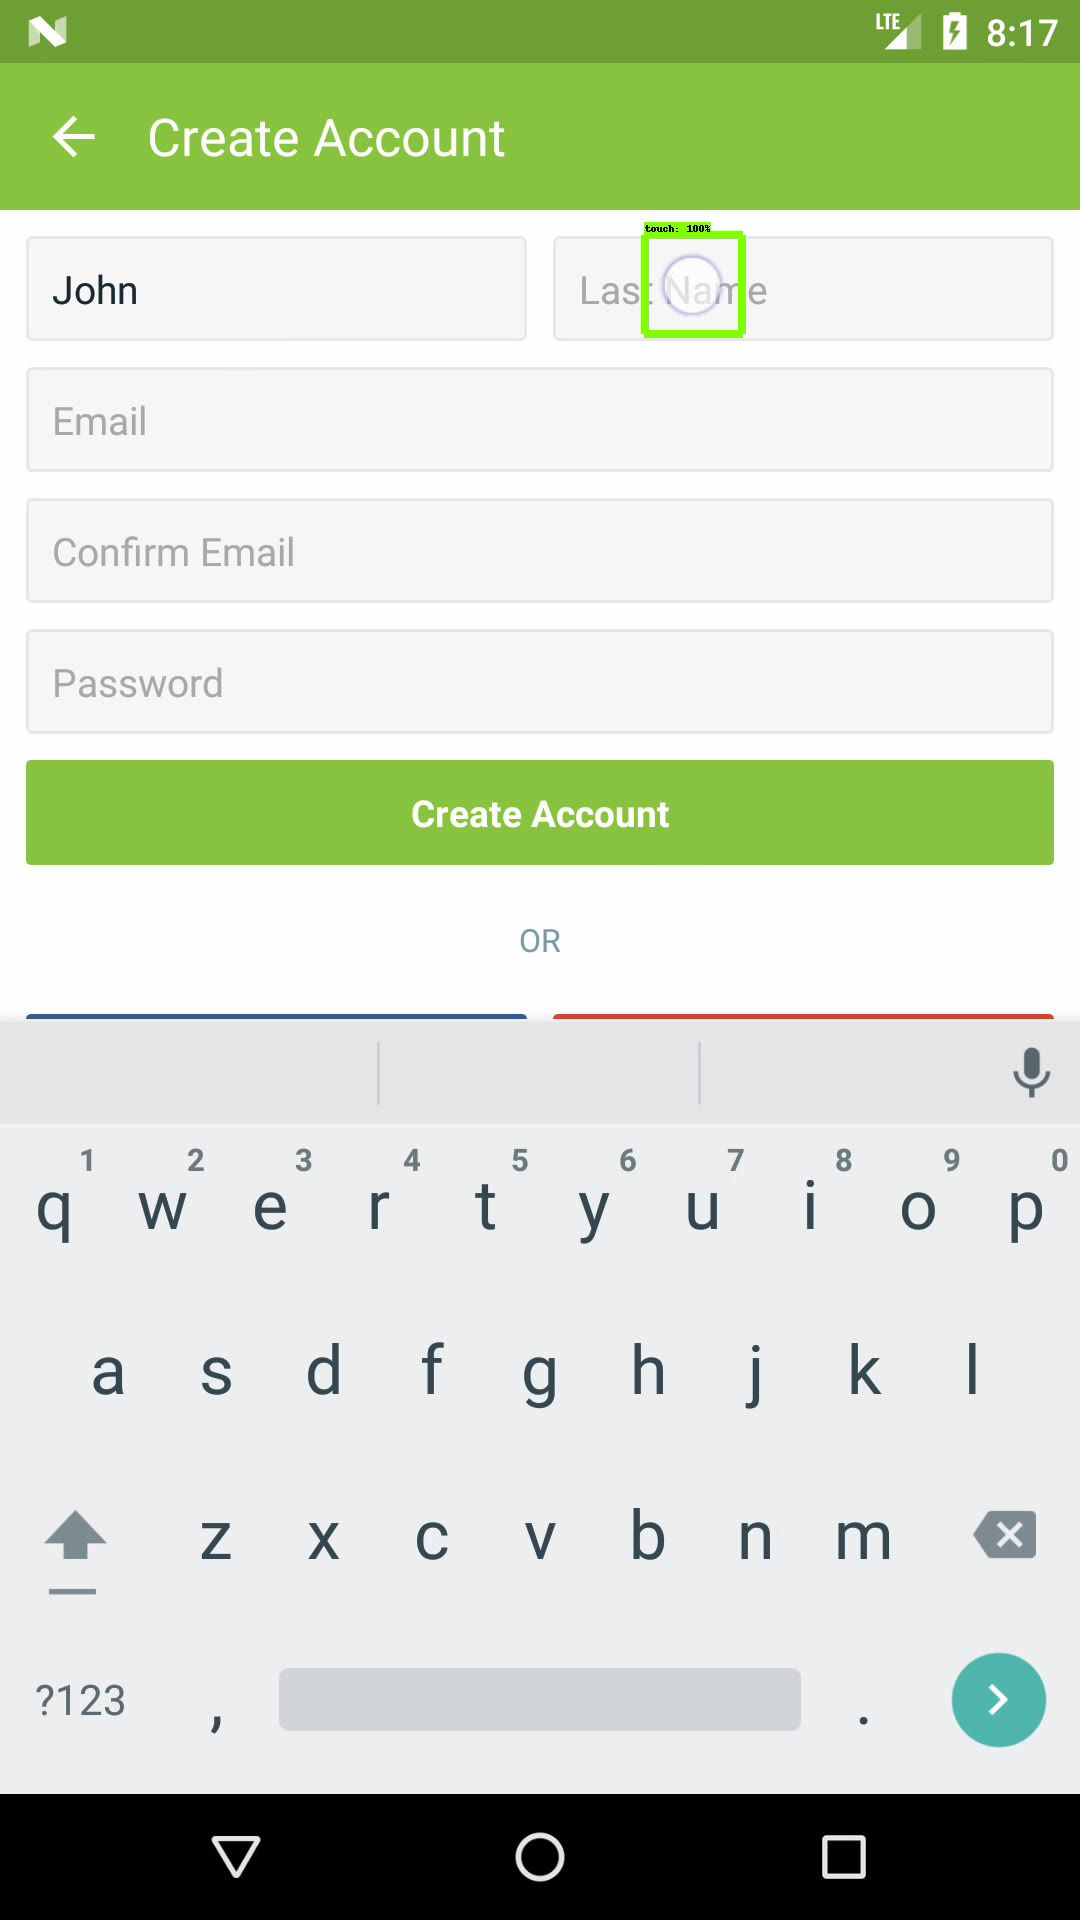 LTE 8:17
Create Account
touch: 100%
John Last Name
Email
Confirm Email
Password
Create Account
OR
1 2 3 4 5 6 7 8 9 0
q w e r t y u i o p
a s d f g h j k l
z x c v b n m
?123 , .